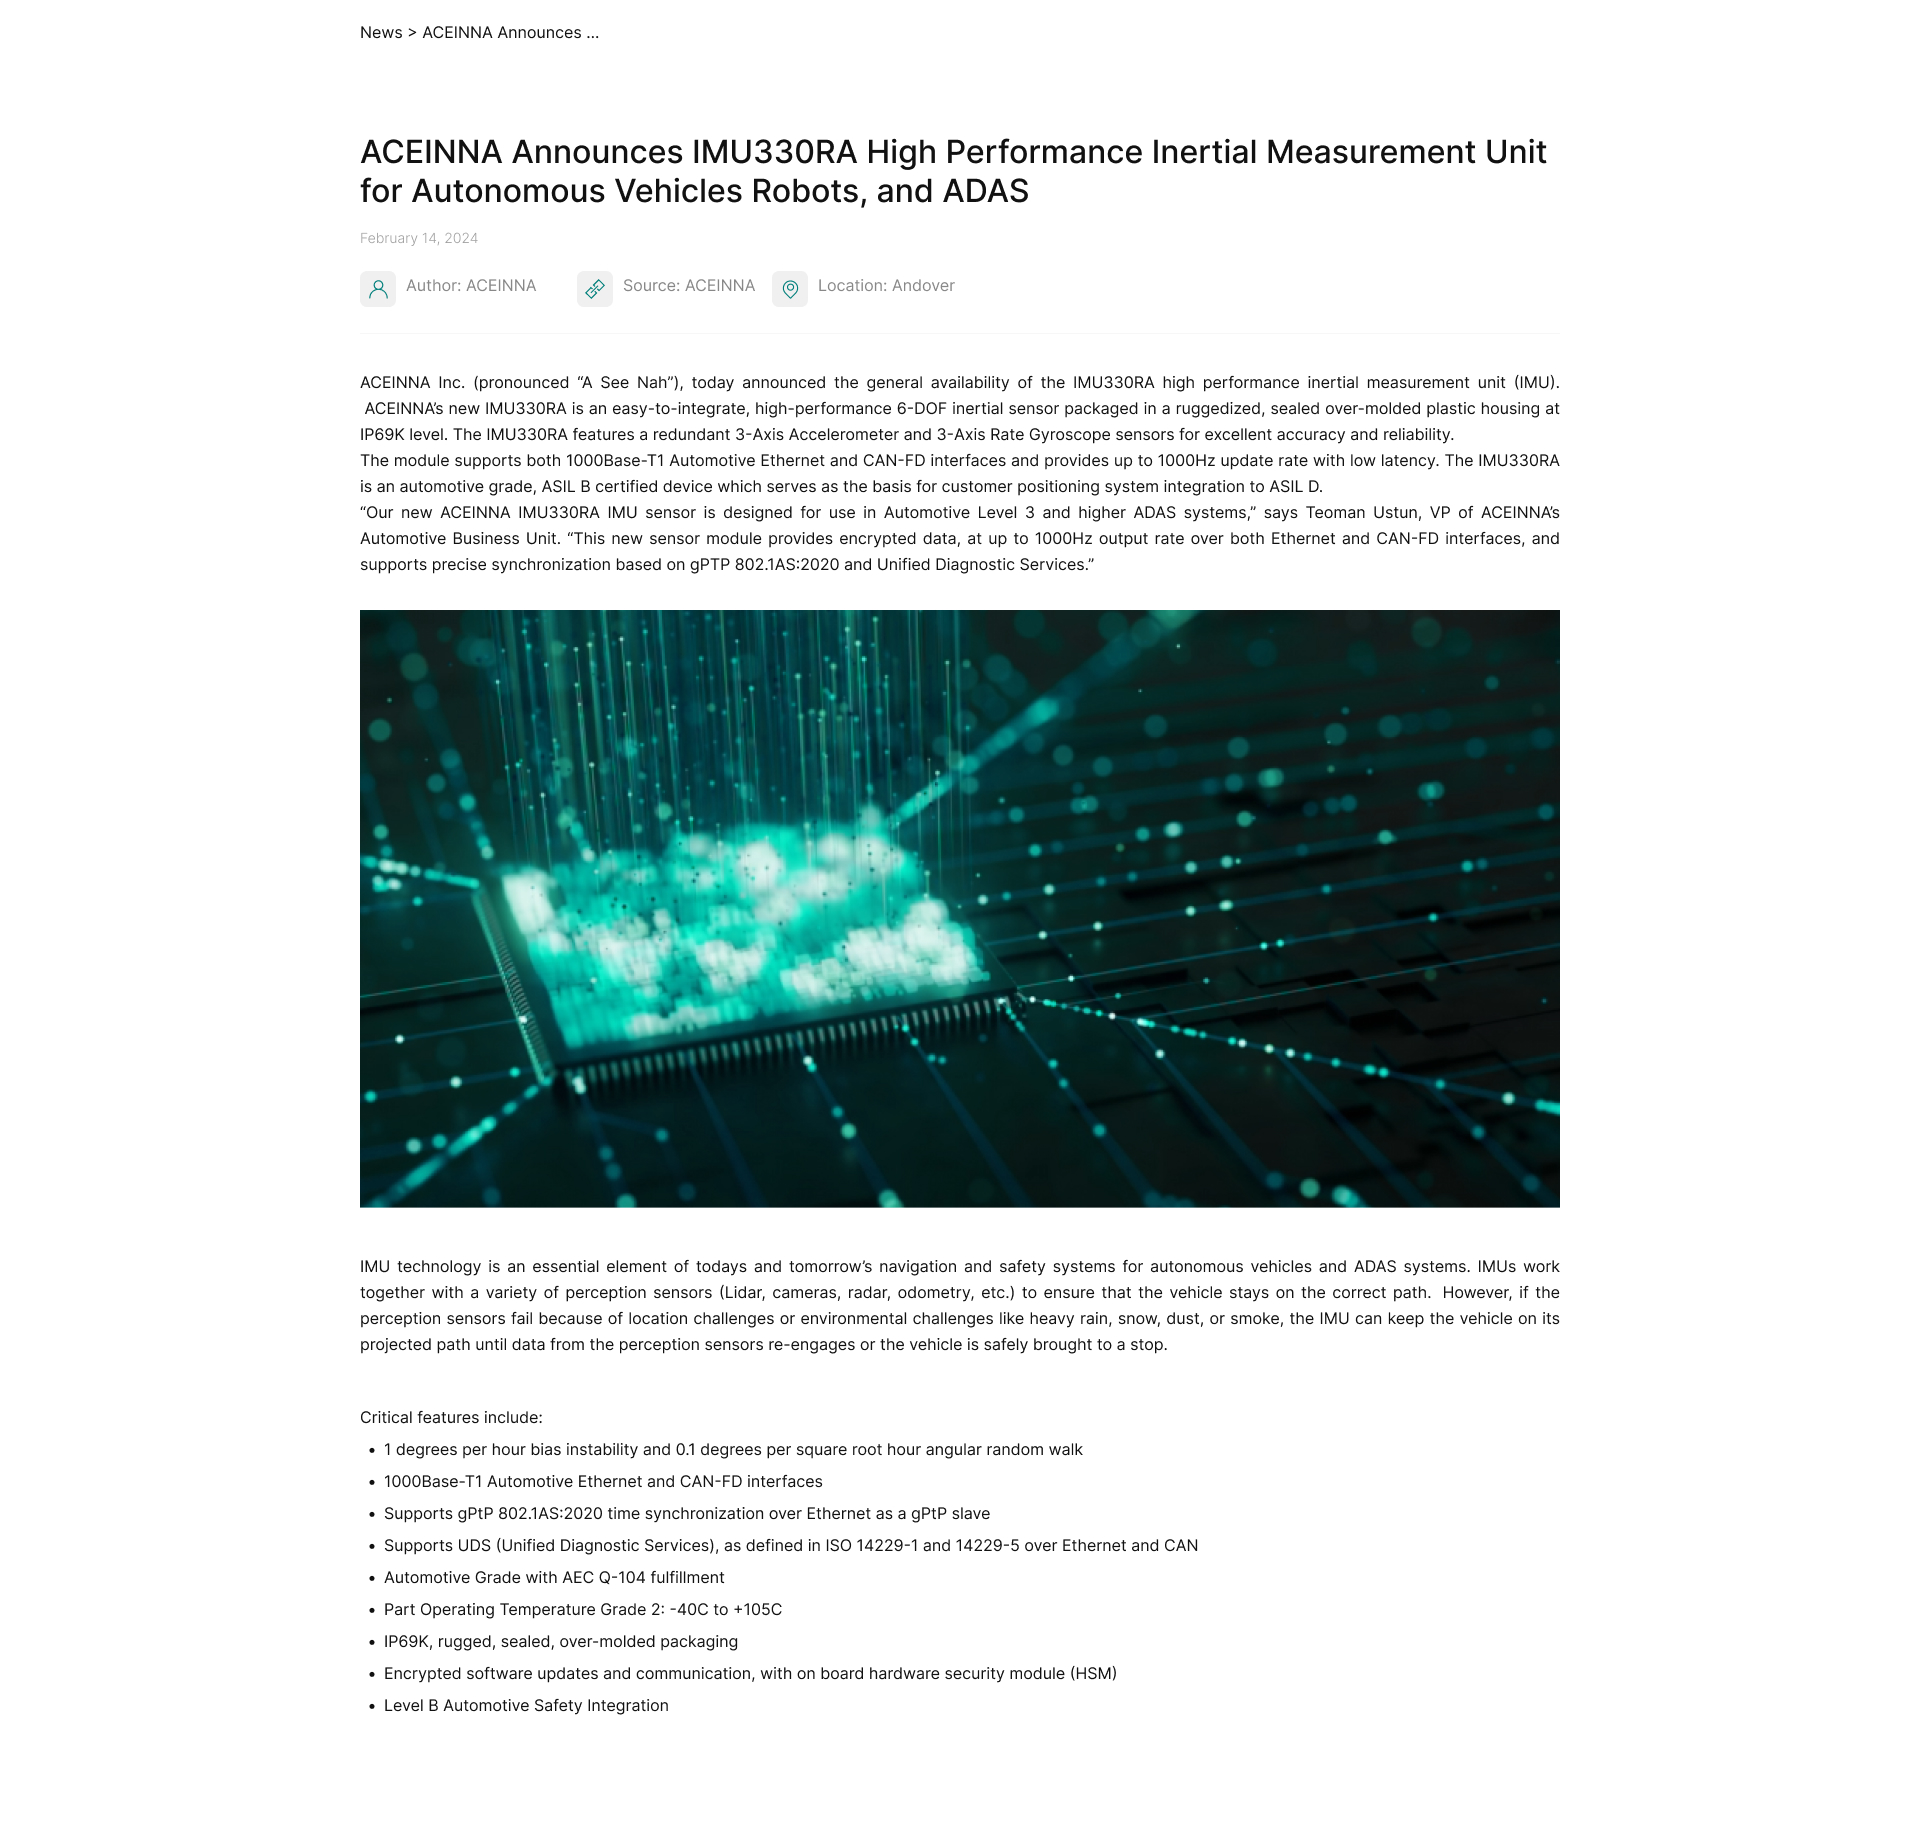 News > ACEINNA Announces ...
ACEINNA Announces IMU330RA High Performance Inertial Measurement Unit
for Autonomous Vehicles Robots, and ADAS
February 14, 2024
Author: ACEINNA Source: ACEINNA Location: Andover
ACEINNA Inc. (pronounced “A See Nah”), today announced the general availability of the IMU330RA high performance inertial measurement unit (IMU).
ACEINNA’s new IMU330RA is an easy-to-integrate, high-performance 6-DOF inertial sensor packaged in a ruggedized, sealed over-molded plastic housing at
IP69K level. The IMU330RA features a redundant 3-Axis Accelerometer and 3-Axis Rate Gyroscope sensors for excellent accuracy and reliability.
The module supports both 1000Base-T1 Automotive Ethernet and CAN-FD interfaces and provides up to 1000Hz update rate with low latency. The IMU330RA
is an automotive grade, ASIL B certified device which serves as the basis for customer positioning system integration to ASIL D.
“Our new ACEINNA IMU330RA IMU sensor is designed for use in Automotive Level 3 and higher ADAS systems,” says Teoman Ustun, VP of ACEINNA’s
Automotive Business Unit. “This new sensor module provides encrypted data, at up to 1000Hz output rate over both Ethernet and CAN-FD interfaces, and
supports precise synchronization based on gPTP 802.1AS:2020 and Unified Diagnostic Services.”
IMU technology is an essential element of todays and tomorrow’s navigation and safety systems for autonomous vehicles and ADAS systems. IMUs work
together with a variety of perception sensors (Lidar, cameras, radar, odometry, etc.) to ensure that the vehicle stays on the correct path. However, if the
perception sensors fail because of location challenges or environmental challenges like heavy rain, snow, dust, or smoke, the IMU can keep the vehicle on its
projected path until data from the perception sensors re-engages or the vehicle is safely brought to a stop.
Critical features include:
• 1 degrees per hour bias instability and 0.1 degrees per square root hour angular random walk
• 1000Base-T1 Automotive Ethernet and CAN-FD interfaces
• Supports gPtP 802.1AS:2020 time synchronization over Ethernet as a gPtP slave
• Supports UDS (Unified Diagnostic Services), as defined in ISO 14229-1 and 14229-5 over Ethernet and CAN
• Automotive Grade with AEC Q-104 fulfillment
• Part Operating Temperature Grade 2: -40C to +105C
• IP69K, rugged, sealed, over-molded packaging
• Encrypted software updates and communication, with on board hardware security module (HSM)
• Level B Automotive Safety Integration